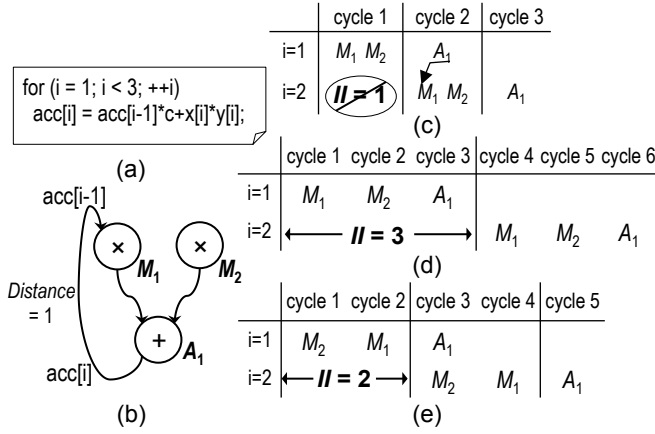 for (i = 1; i < 3; ++i)
acc[i] = acc[i-1]*c+x[i]*y[i];
(a)
acc[i-1]
× ×
M1 M2
Distance
= 1
+
A1
acc[i]
(b)
cycle 1 cycle 2 cycle 3
i=1 M1 M2 A1
i=2 II = 1 M1 M2 A1
(c)
cycle 1 cycle 2 cycle 3 cycle 4 cycle 5 cycle 6
i=1 M1 M2 A1
i=2 II = 3 M1 M2 A1
(d)
cycle 1 cycle 2 cycle 3 cycle 4 cycle 5
i=1 M2 M1 A1
i=2 II = 2 M2 M1 A1
(e)